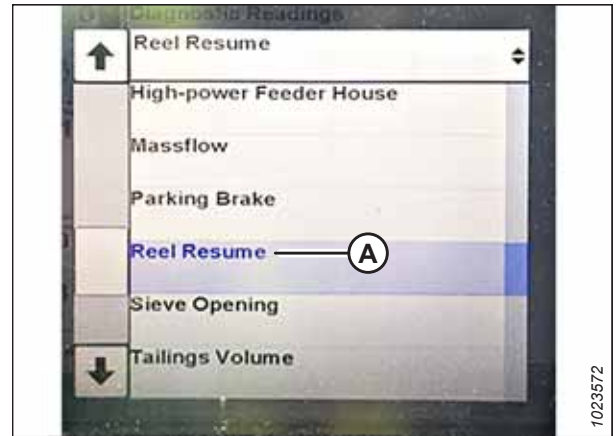 Diagnostic Readings
Reel Resume
High-power Feeder House
Massflow
Parking Brake
Reel Resume
A
Sieve Opening
Tailings Volume
1023572